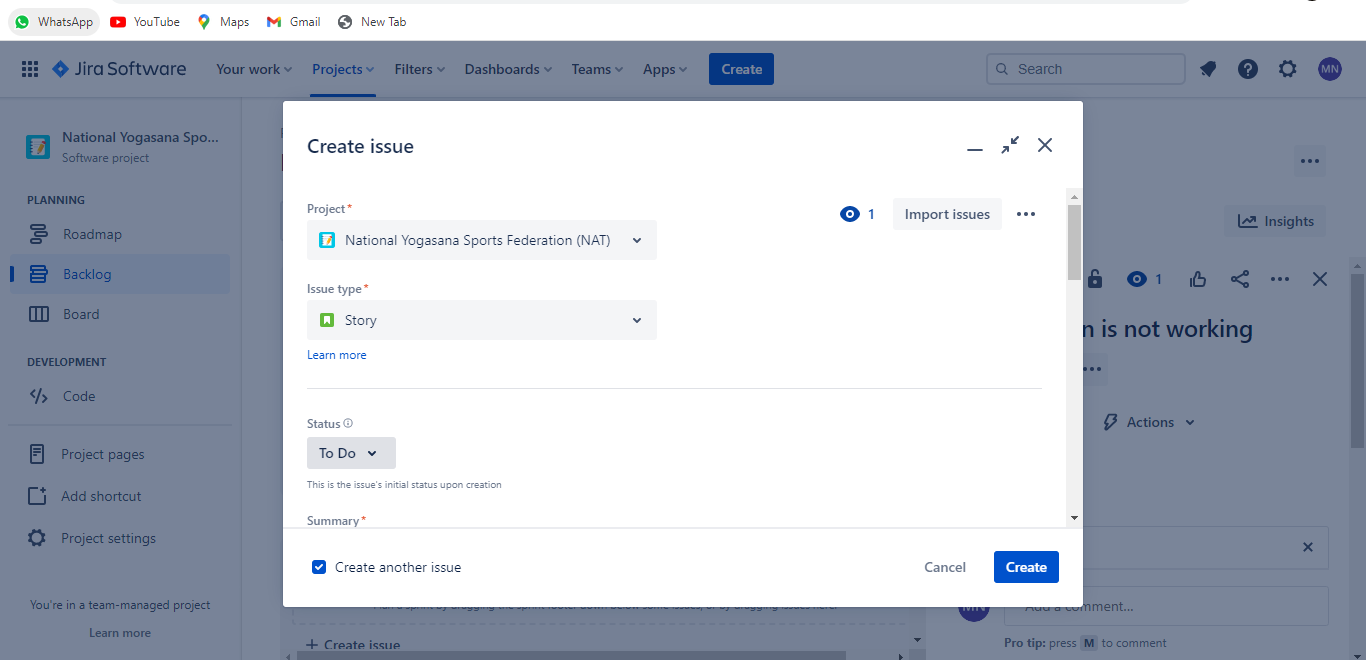 WhatsApp YouTube Maps Gmail New Tab
Jira Software Your work Projects Filters Dashboards Teams Apps Create Search MN
National Yogasana Spo...
Software project
PLANNING
Roadmap
Backlog
Board
DEVELOPMENT
Code
Project pages
Add shortcut
Project settings
You're in a team-managed project
Learn more
Create issue
Project*
National Yogasana Sports Federation (NAT)
1 Import issues
Issue type*
Story
Learn more
Status
To Do
This is the issue's initial status upon creation
Summary*
Create another issue
Cancel Create
Insights
1
is not working
Actions
Create issue
MN
Add a comment...
Pro tip: press M to comment